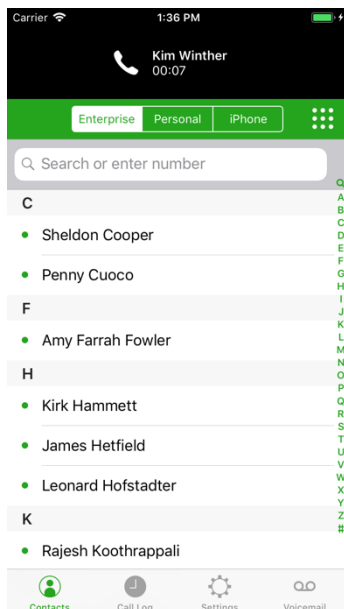 Carrier 1:36 PM
Kim Winther
00:07
Enterprise Personal iPhone
Search or enter number
C
Sheldon Cooper
Penny Cuoco
F
Amy Farrah Fowler
H
Kirk Hammett
James Hetfield
Leonard Hofstadter
K
Rajesh Koothrappali
A
B
C
D
E
F
G
H
I
J
K
L
M
N
O
P
Q
R
S
T
U
V
W
X
Y
Z
#
Contacts Call Log Settings Voicemail